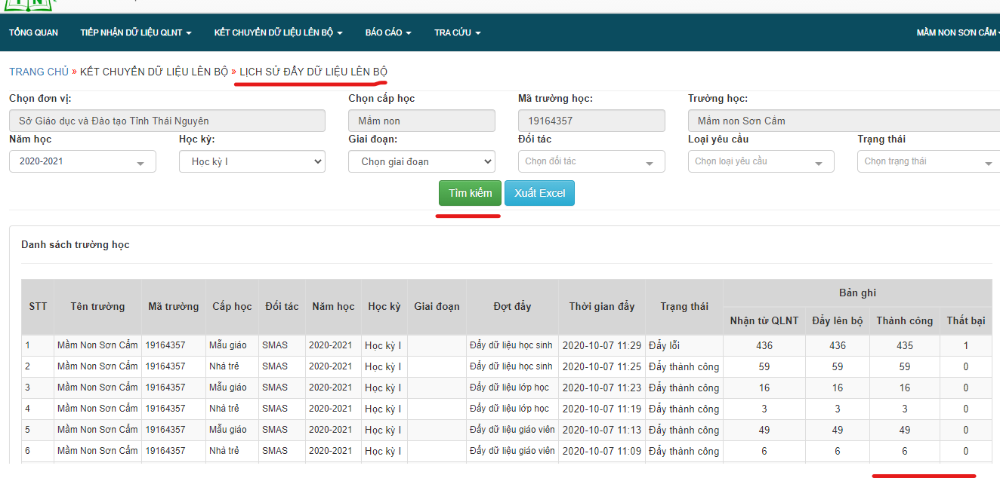 TỔNG QUAN TIẾP NHẬN DỮ LIỆU QLNT KẾT CHUYỂN DỮ LIỆU LÊN BỘ BÁO CÁO TRA CỨU MẦM NON SƠN CẨM
TRANG CHỦ » KẾT CHUYỂN DỮ LIỆU LÊN BỘ » LỊCH SỬ ĐẨY DỮ LIỆU LÊN BỘ
Chọn đơn vị: Chọn cấp học Mã trường học: Trường học:
Sở Giáo dục và Đào tạo Tỉnh Thái Nguyên Mầm non 19164357 Mầm non Sơn Cẩm
Năm học Học kỳ: Giai đoạn: Đối tác Loại yêu cầu Trạng thái
2020-2021 Học kỳ I Chọn giai đoạn Chọn đối tác Chọn loại yêu cầu Chọn trạng thái
Tìm kiếm Xuất Excel
Danh sách trường học
Bản ghi
STT Tên trường Mã trường Cấp học Đối tác Năm học Học kỳ Giai đoạn Đợt đẩy Thời gian đẩy Trạng thái
Nhận từ QLNT Đẩy lên bộ Thành công Thất bại
1 Mầm Non Sơn Cẩm 19164357 Mẫu giáo SMAS 2020-2021 Học kỳ I Đẩy dữ liệu học sinh 2020-10-07 11:29 Đẩy lỗi 436 436 435 1
2 Mầm Non Sơn Cẩm 19164357 Nhà trẻ SMAS 2020-2021 Học kỳ I Đẩy dữ liệu học sinh 2020-10-07 11:25 Đẩy thành công 59 59 59 0
3 Mầm Non Sơn Cẩm 19164357 Mẫu giáo SMAS 2020-2021 Học kỳ I Đẩy dữ liệu lớp học 2020-10-07 11:23 Đẩy thành công 16 16 16 0
4 Mầm Non Sơn Cẩm 19164357 Nhà trẻ SMAS 2020-2021 Học kỳ I Đẩy dữ liệu lớp học 2020-10-07 11:19 Đẩy thành công 3 3 3 0
5 Mầm Non Sơn Cẩm 19164357 Mẫu giáo SMAS 2020-2021 Học kỳ I Đẩy dữ liệu giáo viên 2020-10-07 11:13 Đẩy thành công 49 49 49 0
6 Mầm Non Sơn Cẩm 19164357 Nhà trẻ SMAS 2020-2021 Học kỳ I Đẩy dữ liệu giáo viên 2020-10-07 11:09 Đẩy thành công 6 6 6 0